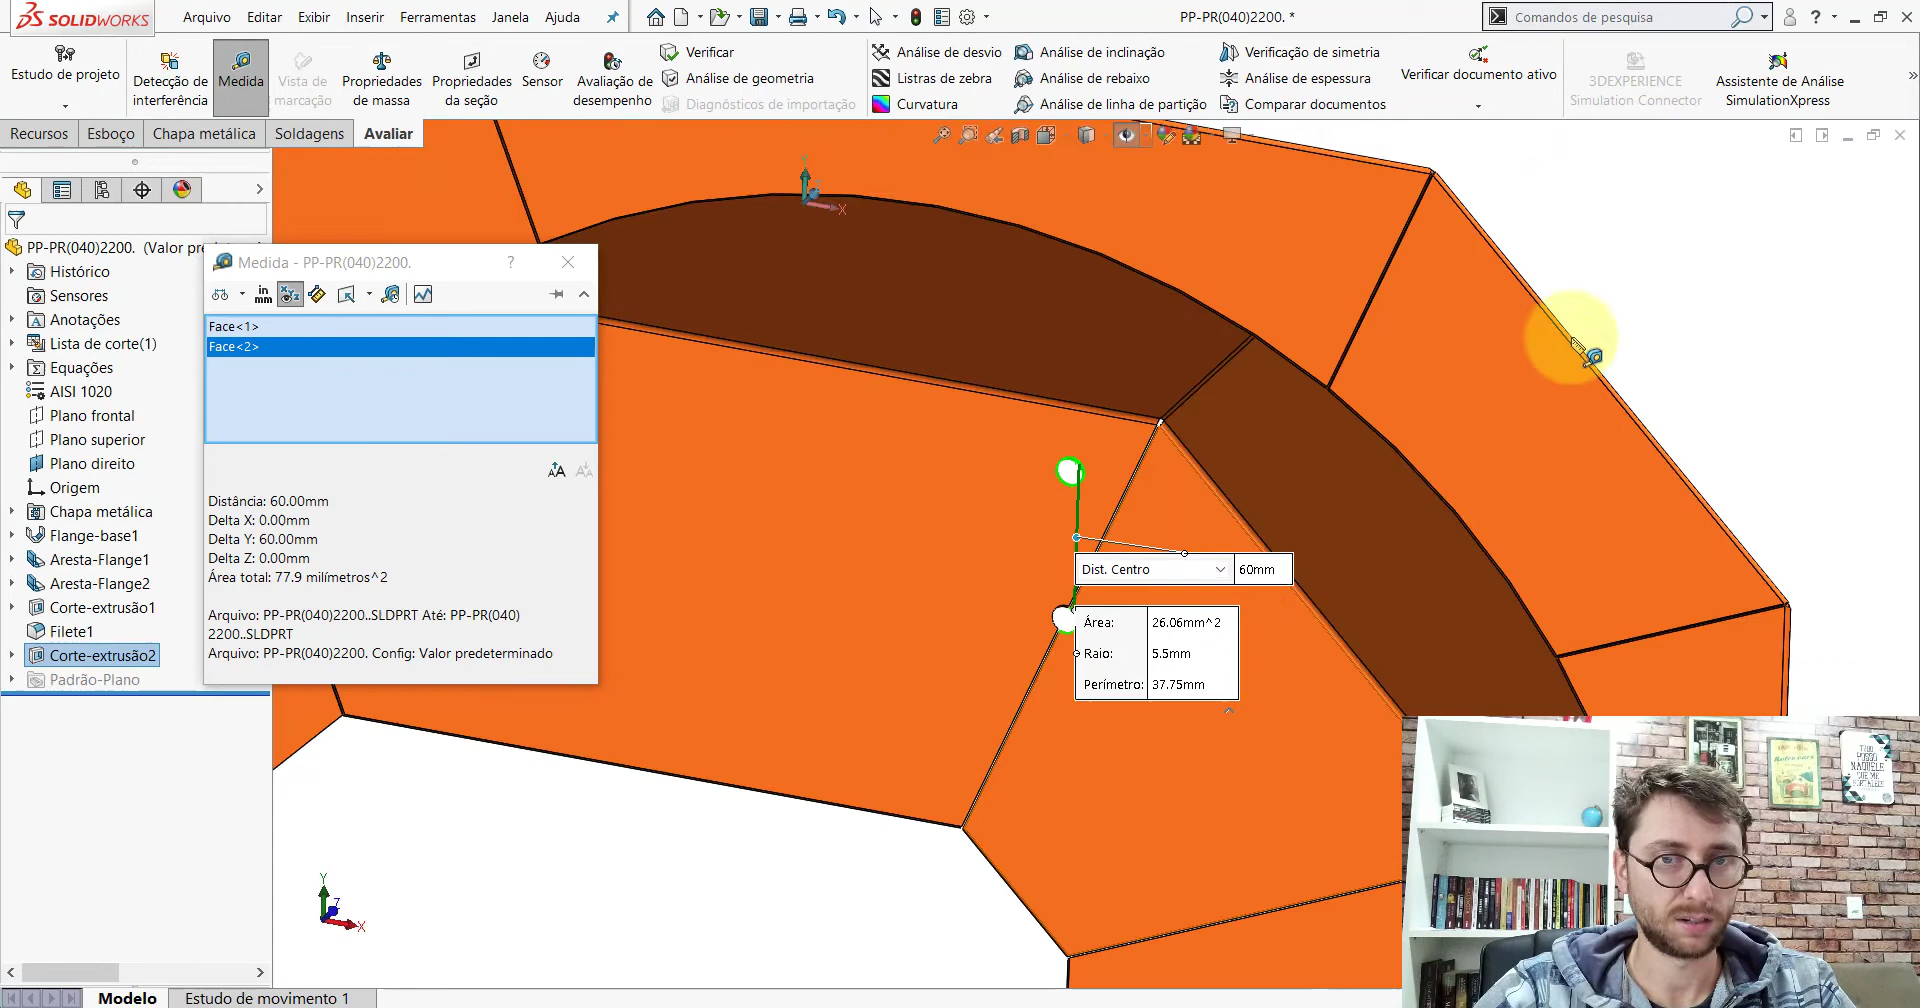 SOLIDWORKS
Arquivo Editar Exibir Inserir Ferramentas Janela Ajuda
PP-PR(040)2200. *
Comandos de pesquisa
Estudo de projeto
Detecção de interferência
Medida
Vista de marcação
Propriedades de massa
Propriedades da seção
Sensor
Avaliação de desempenho
Verificar
Análise de geometria
Diagnósticos de importação
Análise de desvio
Listras de zebra
Curvatura
Análise de inclinação
Análise de rebaixo
Análise de linha de partição
Verificação de simetria
Análise de espessura
Comparar documentos
Verificar documento ativo
3DEXPERIENCE Simulation Connector
Assistente de Análise SimulationXpress
Recursos Esboço Chapa metálica Soldagens Avaliar
PP-PR(040)2200. (Valor pre
Histórico
Sensores
Anotações
Lista de corte(1)
Equações
AISI 1020
Plano frontal
Plano superior
Plano direito
Origem
Chapa metálica
Flange-base1
Aresta-Flange1
Aresta-Flange2
Corte-extrusão1
Filete1
Corte-extrusão2
Padrão-Plano
Medida - PP-PR(040)2200.
?
in
mm
Face<1>
Face<2>
Distância: 60.00mm
Delta X: 0.00mm
Delta Y: 60.00mm
Delta Z: 0.00mm
Área total: 77.9 milímetros^2
Arquivo: PP-PR(040)2200..SLDPRT Até: PP-PR(040)
2200..SLDPRT
Arquivo: PP-PR(040)2200. Config: Valor predeterminado
Y
X
Dist. Centro 60mm
Área: 26.06mm^2
Raio: 5.5mm
Perímetro: 37.75mm
Y
Z
X
Modelo Estudo de movimento 1